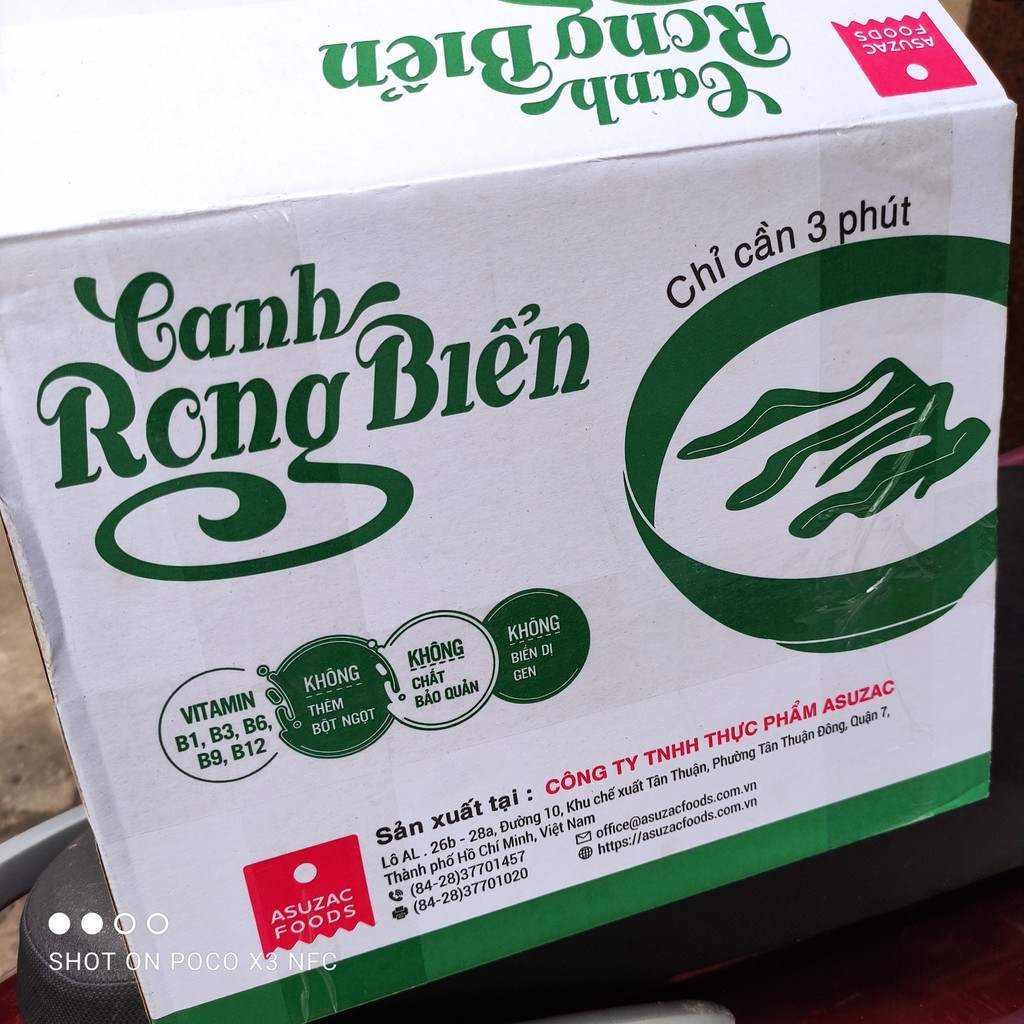 Canh
Rong Biển
ASUZAC
FOODS
Chỉ cần 3 phút
Canh
Rong Biển
VITAMIN
B1, B3, B6,
B9, B12
KHÔNG
THÊM
BỘT NGỌT
KHÔNG
CHẤT
BẢO QUẢN
KHÔNG
BIẾN DỊ
GEN
Sản xuất tại : CÔNG TY TNHH THỰC PHẨM ASUZAC
Lô AL . 26b - 28a, Đường 10, Khu chế xuất Tân Thuận, Phường Tân Thuận Đông, Quận 7,
Thành phố Hồ Chí Minh, Việt Nam
(84-28)37701457
(84-28)37701020
office@asuzacfoods.com.vn
https://asuzacfoods.com.vn
ASUZAC
FOODS
SHOT ON POCO X3 NFC